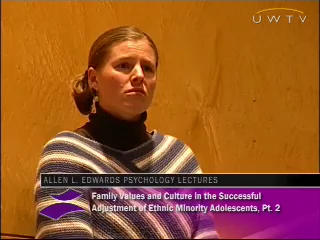 UWTV
ALLEN L. EDWARDS PSYCHOLOGY LECTURES
Family Values and Culture in the Successful
Adjustment of Ethnic Minority Adolescents, Pt. 2